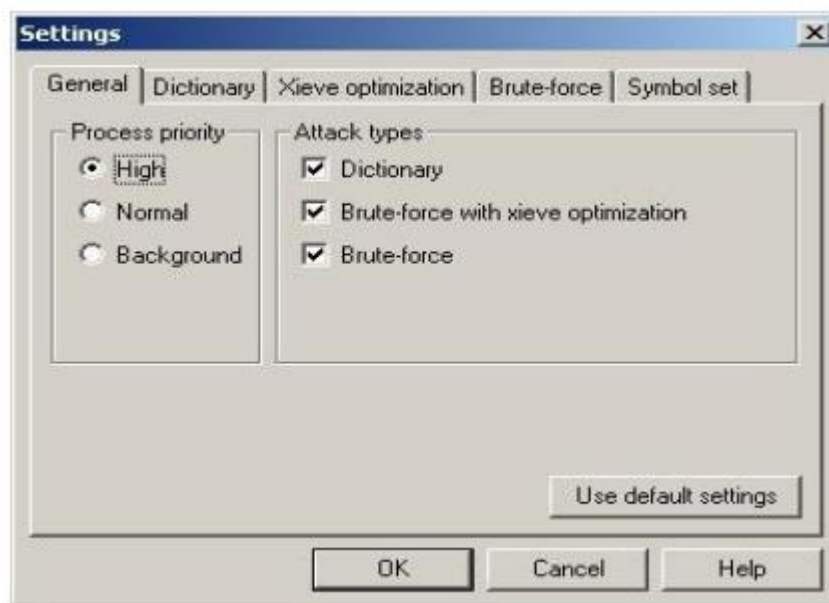 Settings
General Dictionary Xieve optimization Brute-force Symbol set
Process priority
High
Normal
Background
Attack types
Dictionary
Brute-force with xieve optimization
Brute-force
Use default settings
OK Cancel Help